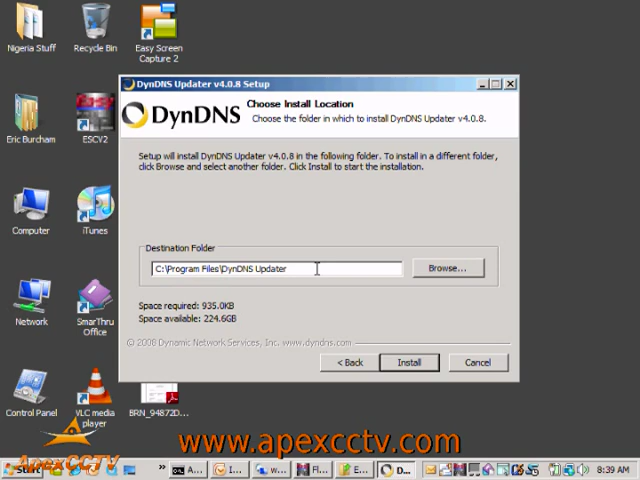 Nigeria Stuff
Recycle Bin
Easy Screen
Capture 2
DynDNS Updater v4.0.8 Setup
Choose Install Location
Choose the folder in which to install DynDNS Updater v4.0.8.
DynDNS
Eric Burcham
ESCV2
Setup will install DynDNS Updater v4.0.8 in the following folder. To install in a different folder,
click Browse and select another folder. Click Install to start the installation.
Computer
iTunes
Destination Folder
C:\Program Files\DynDNS Updater
Browse...
Space required: 935.0KB
Space available: 224.6GB
Network
SmarThru
Office
© 2008 Dynamic Network Services, Inc. www.dyndns.com
< Back
Install
Cancel
Control Panel
VLC media
player
BRN_94872D...
www.apexcctv.com
ApexCCTV
Start
»
A...
I...
w...
Fl...
E...
D...
8:39 AM